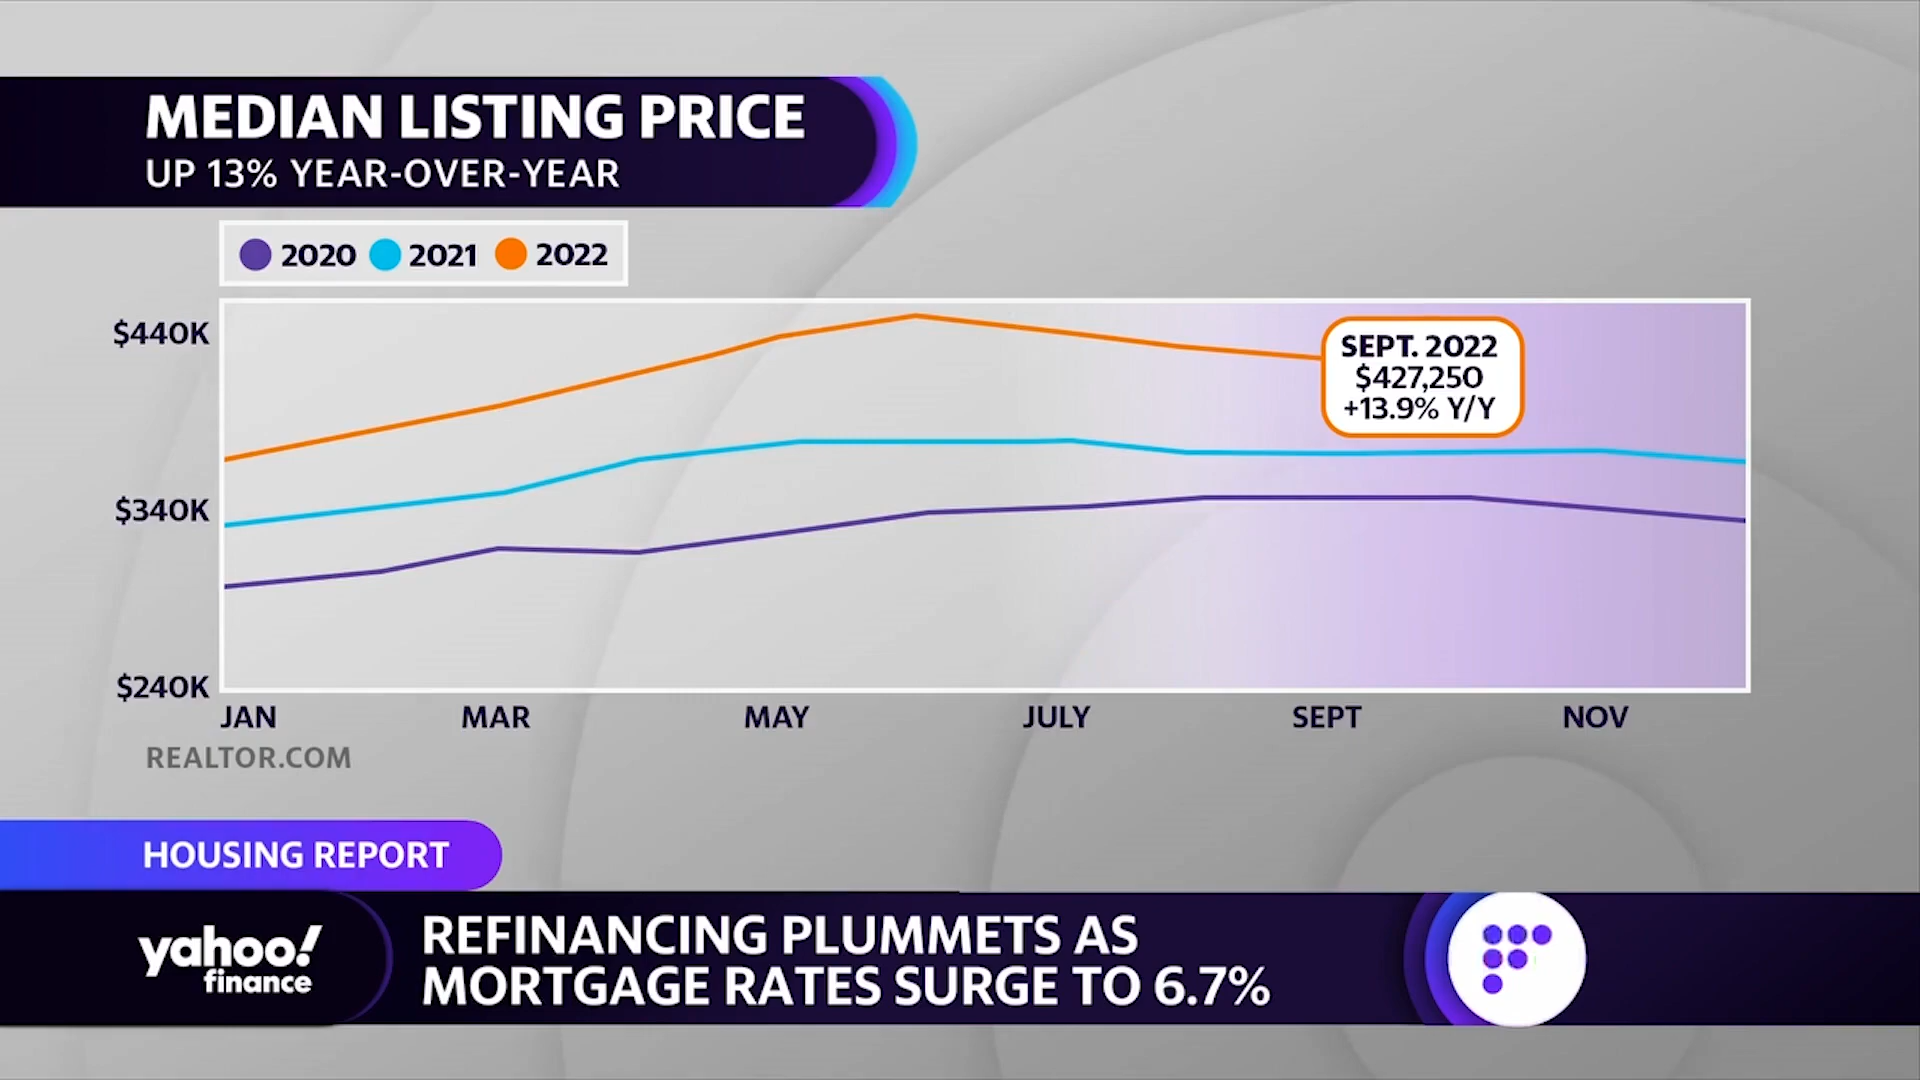 MEDIAN LISTING PRICE
UP 13% YEAR-OVER-YEAR
2020 2021 2022
$440K
SEPT. 2022
$427,250
+13.9% Y/Y
$340K
$240K
JAN MAR MAY JULY SEPT NOV
REALTOR.COM
HOUSING REPORT
yahoo!
finance
REFINANCING PLUMMETS AS
MORTGAGE RATES SURGE TO 6.7%